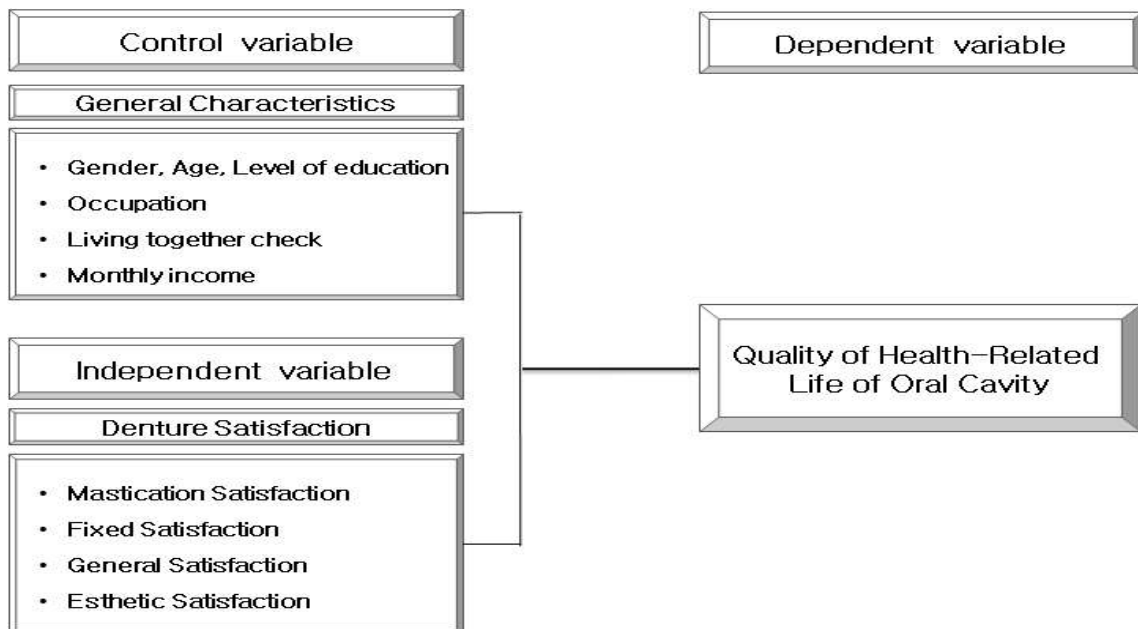 Control variable
General Characteristics
• Gender, Age, Level of education
• Occupation
• Living together check
• Monthly income
Independent variable
Denture Satisfaction
• Mastication Satisfaction
• Fixed Satisfaction
• General Satisfaction
• Esthetic Satisfaction
Dependent variable
Quality of Health-Related
Life of Oral Cavity